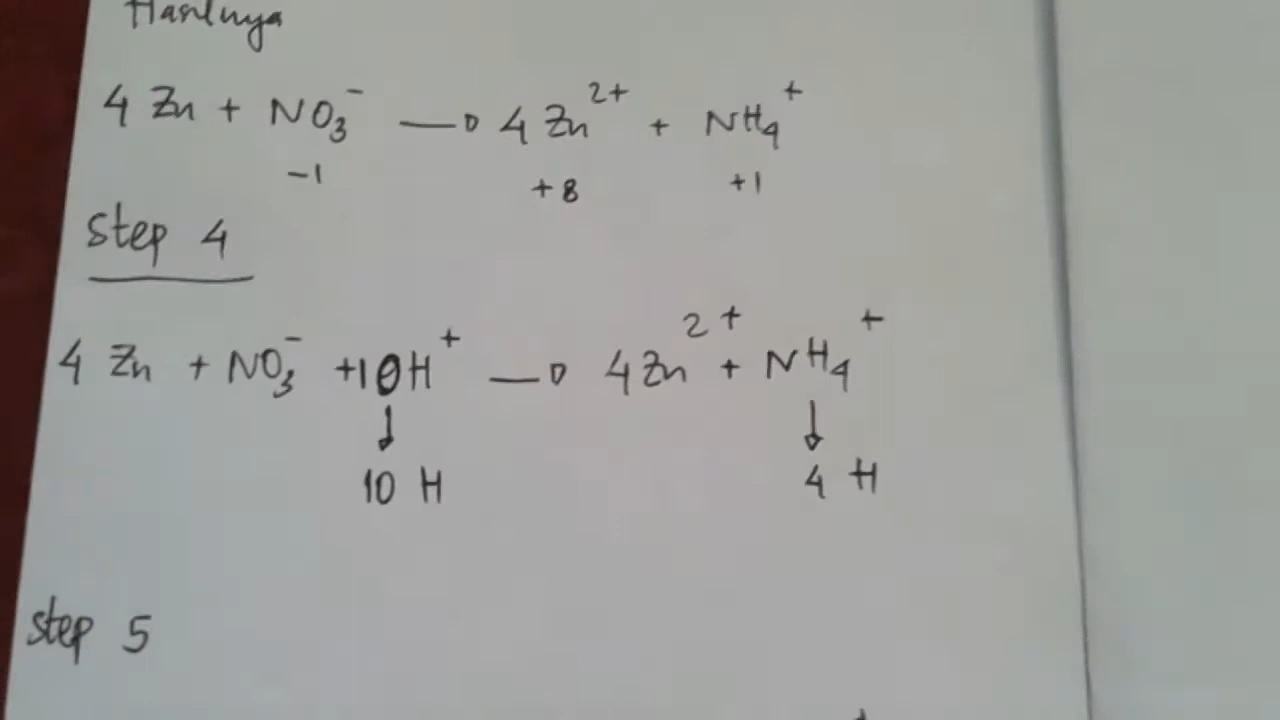 Hasilnya
4 Zn + NO₃⁻ → 4 Zn²⁺ + NH₄⁺
-1 +8 +1
Step 4
4 Zn + NO₃⁻ + 10H⁺ → 4 Zn²⁺ + NH₄⁺
↓ ↓
10 H 4 H
Step 5